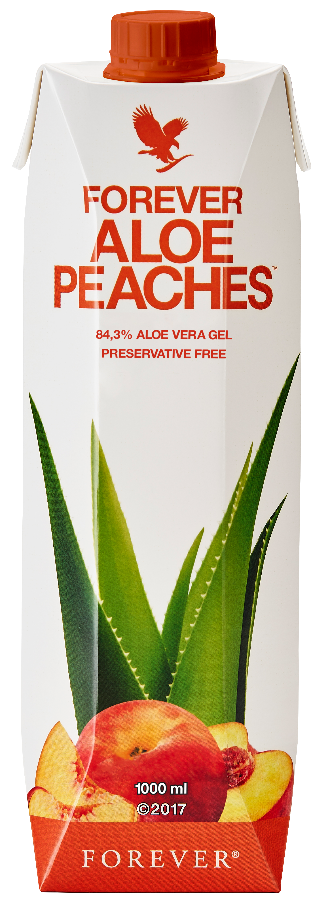 FOREVER
ALOE
PEACHES™
84,3% ALOE VERA GEL
PRESERVATIVE FREE
1000 ml
©2017
FOREVER®